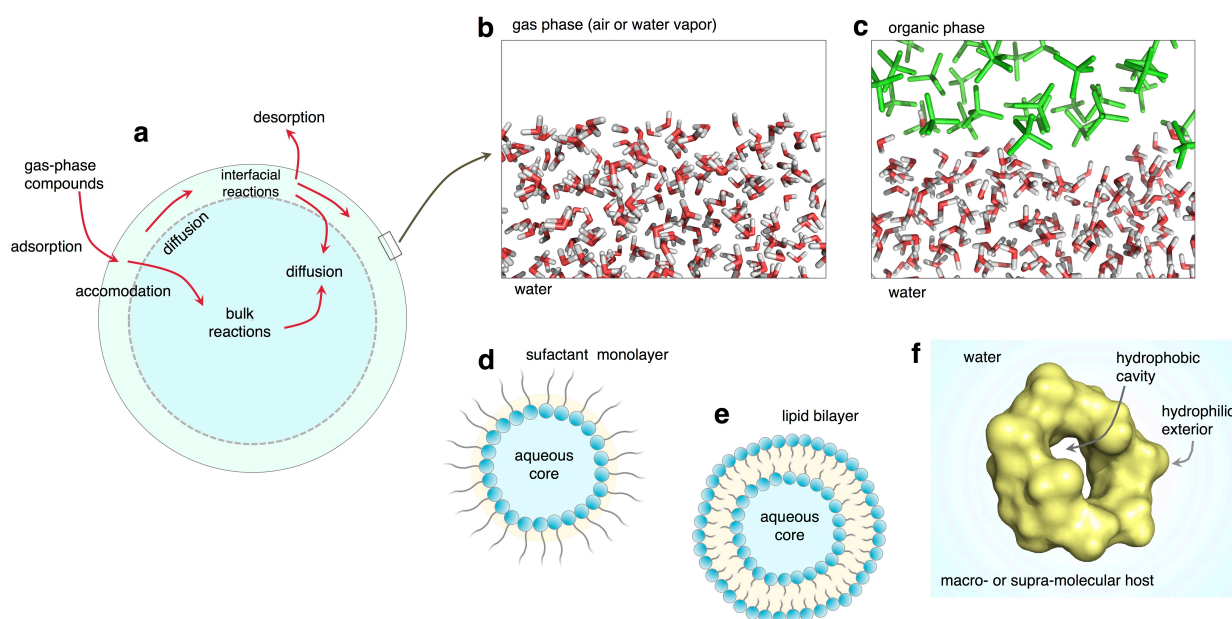 a
desorption
gas-phase
compounds
interfacial
reactions
diffusion
adsorption
accomodation
diffusion
bulk
reactions
b
gas phase (air or water vapor)
water
c
organic phase
water
d
sufactant monolayer
aqueous
core
e
lipid bilayer
aqueous
core
f
water
hydrophobic
cavity
hydrophilic
exterior
macro- or supra-molecular host